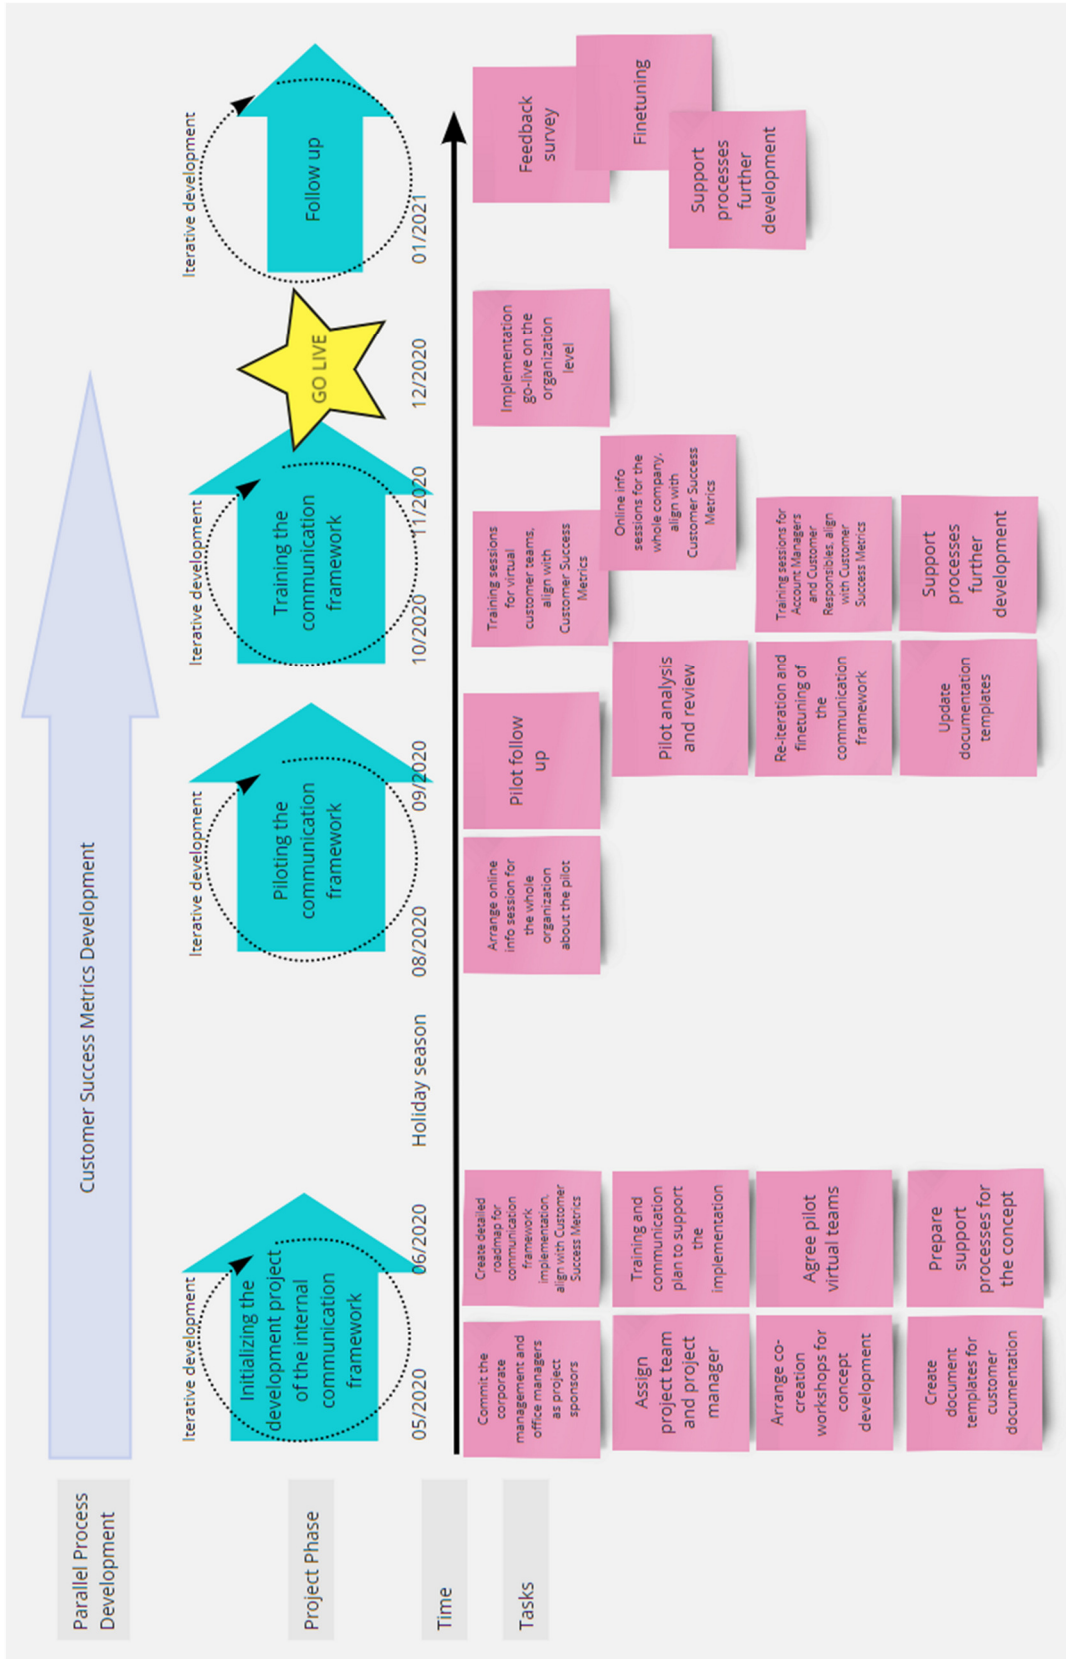 Parallel Process
Development
Customer Success Metrics Development
Project Phase
Iterative development
Initializing the
development project
of the internal
communication
framework
Iterative development
Piloting the
communication
framework
Iterative development
Training the
communication
framework
GO LIVE
Iterative development
Follow up
Time
05/2020
06/2020
Holiday season
08/2020
09/2020
10/2020
11/2020
12/2020
01/2021
Tasks
Commit the
corporate
management and
office managers
as project
sponsors
Create detailed
roadmap for
communication
framework
implementation,
align with Customer
Success Metrics
Assign
project team
and project
manager
Training and
communication
plan to support
the
implementation
Arrange co-
creation
workshops for
concept
development
Agree pilot
virtual teams
Create
document
templates for
customer
documentation
Prepare
support
processes for
the concept
Arrange online
info session for
the whole
organization
about the pilot
Pilot follow
up
Pilot analysis
and review
Re-iteration and
finetuning of
the
communication
framework
Update
documentation
templates
Training sessions
for virtual
customer teams,
align with
Customer Success
Metrics
Online info
sessions for the
whole company,
align with
Customer Success
Metrics
Training sessions for
Account Managers
and Customer
Responsibles, align
with Customer
Success Metrics
Support
processes
further
development
Implementation
go-live on the
organization
level
Feedback
survey
Finetuning
Support
processes
further
development